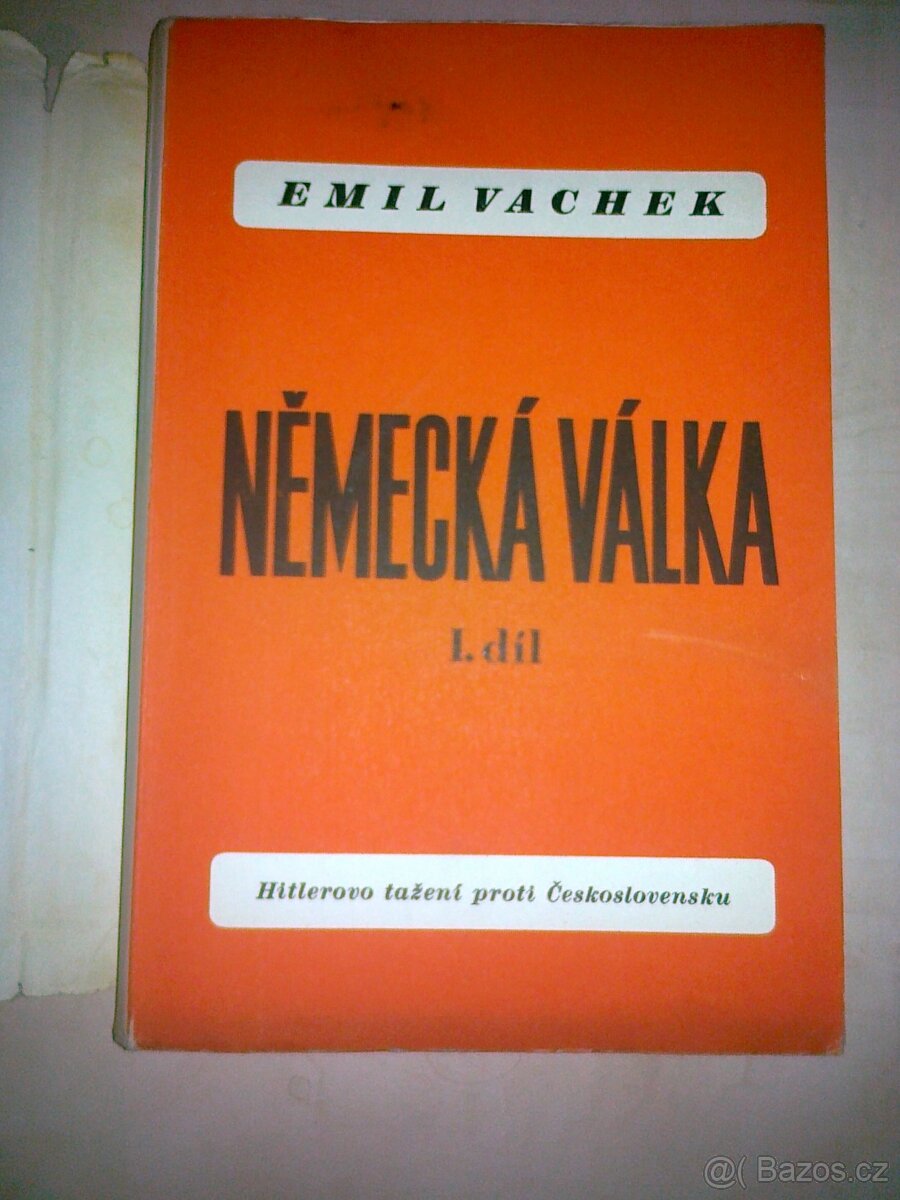 EMIL VACHEK
NĚMECKÁ VÁLKA
I. díl
Hitlerovo tažení proti Československu
@( Bazos.cz